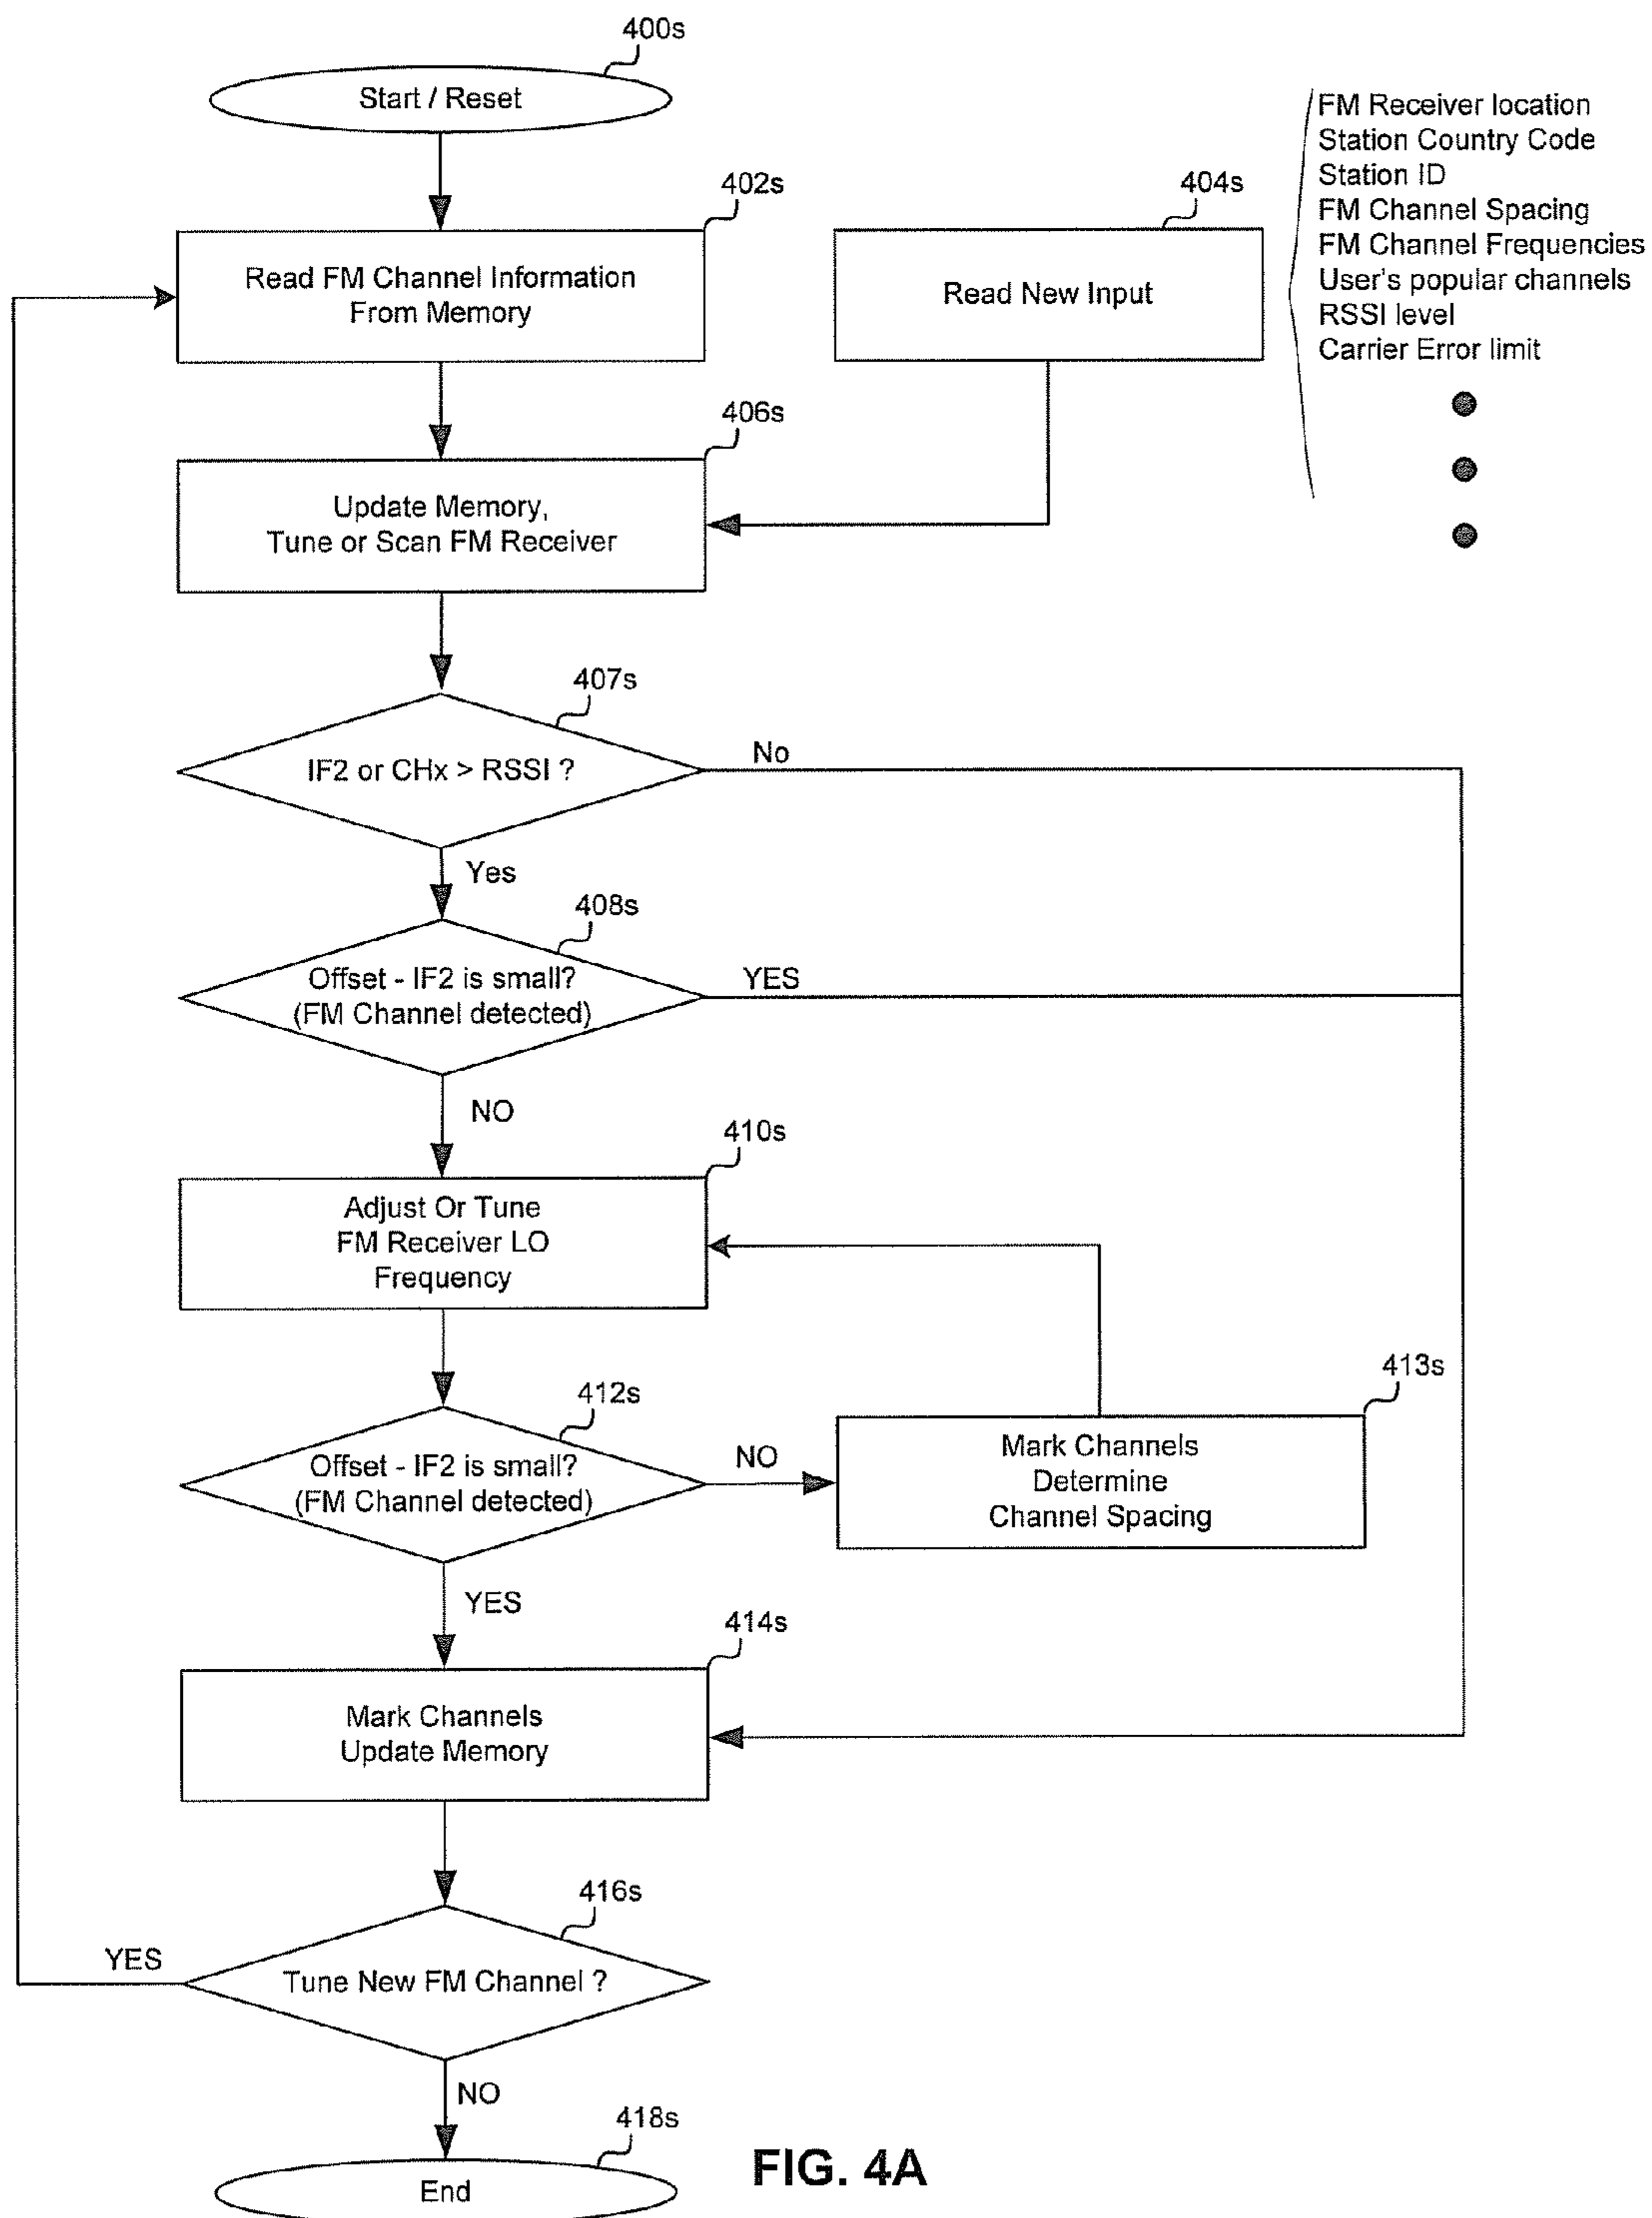 400s
Start / Reset
402s
Read FM Channel Information
From Memory
404s
Read New Input
FM Receiver location
Station Country Code
Station ID
FM Channel Spacing
FM Channel Frequencies
User's popular channels
RSSI level
Carrier Error limit
406s
Update Memory,
Tune or Scan FM Receiver
407s
IF2 or CHx > RSSI ?
No
Yes
408s
Offset - IF2 is small?
(FM Channel detected)
YES
NO
410s
Adjust Or Tune
FM Receiver LO
Frequency
412s
Offset - IF2 is small?
(FM Channel detected)
NO
413s
Mark Channels
Determine
Channel Spacing
YES
414s
Mark Channels
Update Memory
416s
Tune New FM Channel ?
YES
NO
418s
End
FIG. 4A